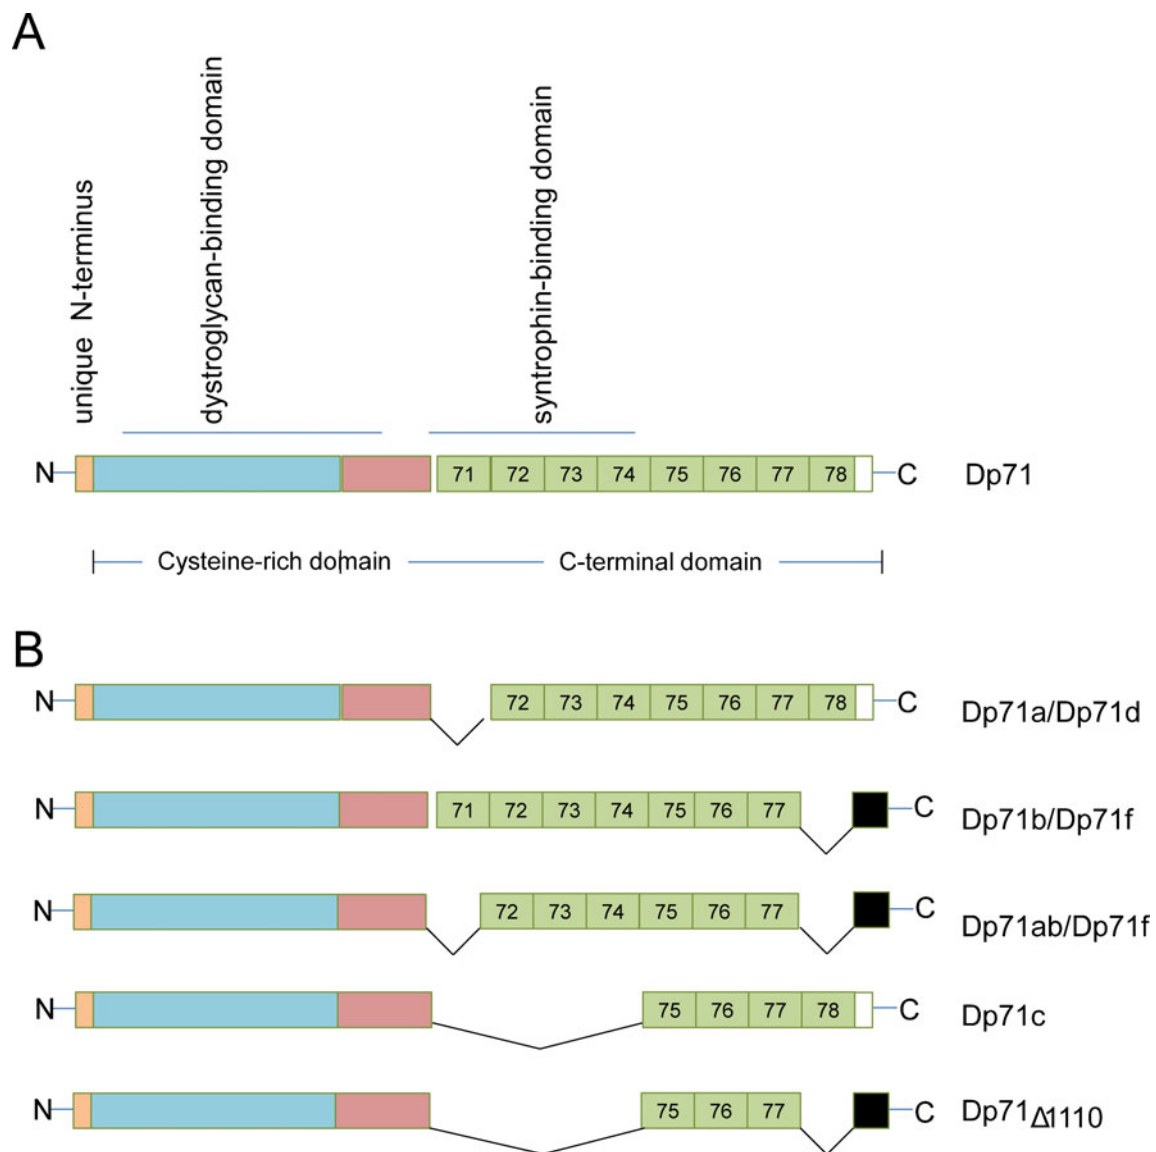 A
unique N-terminus
dystroglycan-binding domain
syntrophin-binding domain
N 71 72 73 74 75 76 77 78 C Dp71
Cysteine-rich domain C-terminal domain
B
N 72 73 74 75 76 77 78 C Dp71a/Dp71d
N 71 72 73 74 75 76 77 C Dp71b/Dp71f
N 72 73 74 75 76 77 C Dp71ab/Dp71f
N 75 76 77 78 C Dp71c
N 75 76 77 C Dp71Δ1110